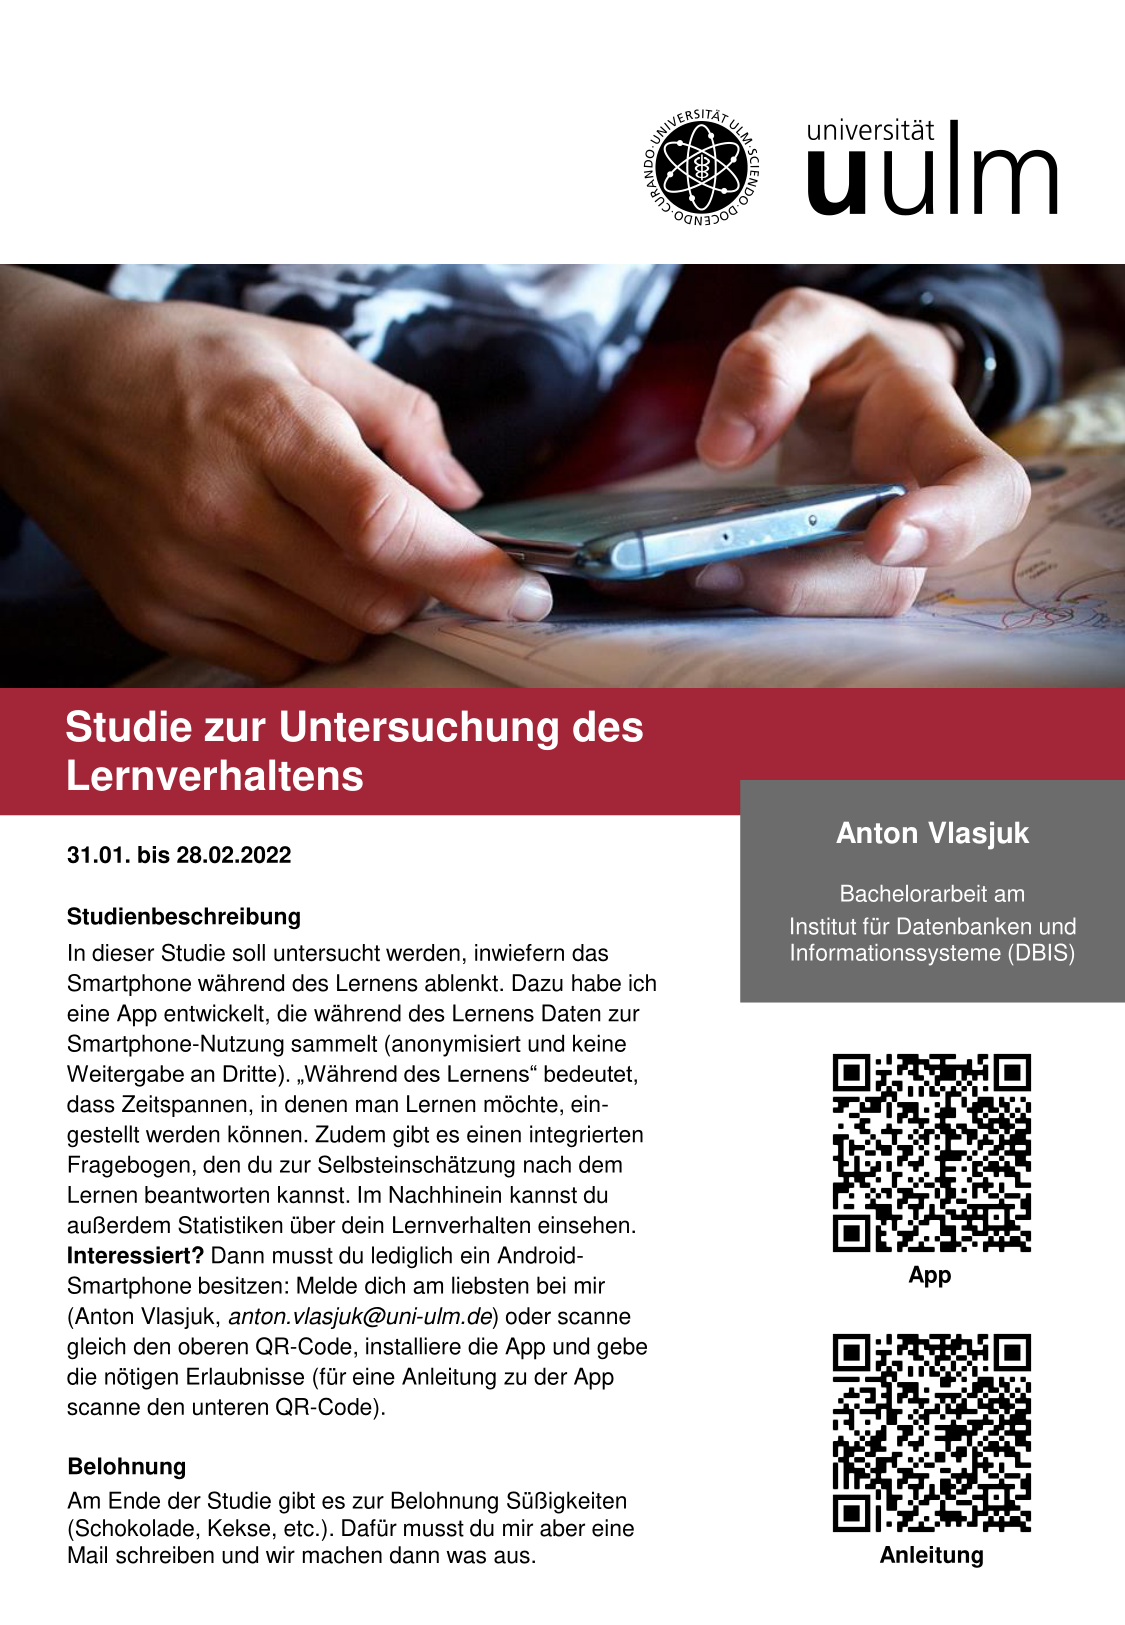 ·UNIVERSITÄT ULM·SCIENDO·DOCENDO·CURANDO
universität
uulm
Studie zur Untersuchung des
Lernverhaltens
Anton Vlasjuk
Bachelorarbeit am
Institut für Datenbanken und
Informationssysteme (DBIS)
31.01. bis 28.02.2022
Studienbeschreibung
In dieser Studie soll untersucht werden, inwiefern das
Smartphone während des Lernens ablenkt. Dazu habe ich
eine App entwickelt, die während des Lernens Daten zur
Smartphone-Nutzung sammelt (anonymisiert und keine
Weitergabe an Dritte). „Während des Lernens“ bedeutet,
dass Zeitspannen, in denen man Lernen möchte, ein-
gestellt werden können. Zudem gibt es einen integrierten
Fragebogen, den du zur Selbsteinschätzung nach dem
Lernen beantworten kannst. Im Nachhinein kannst du
außerdem Statistiken über dein Lernverhalten einsehen.
Interessiert? Dann musst du lediglich ein Android-
Smartphone besitzen: Melde dich am liebsten bei mir
(Anton Vlasjuk, anton.vlasjuk@uni-ulm.de) oder scanne
gleich den oberen QR-Code, installiere die App und gebe
die nötigen Erlaubnisse (für eine Anleitung zu der App
scanne den unteren QR-Code).
Belohnung
Am Ende der Studie gibt es zur Belohnung Süßigkeiten
(Schokolade, Kekse, etc.). Dafür musst du mir aber eine
Mail schreiben und wir machen dann was aus.
App
Anleitung